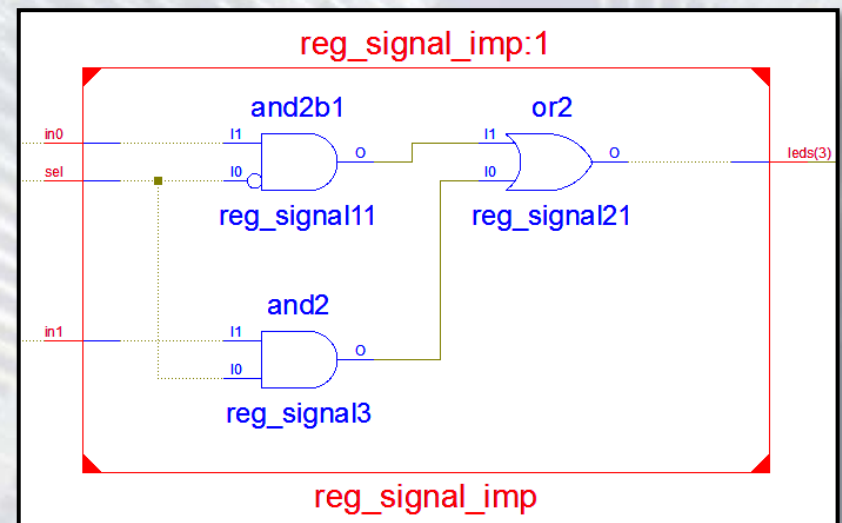 reg_signal_imp:1
and2b1
or2
in0
I1
I1
O
O
leds(3)
sel
I0
I0
reg_signal11
reg_signal21
and2
in1
I1
O
I0
reg_signal3
reg_signal_imp